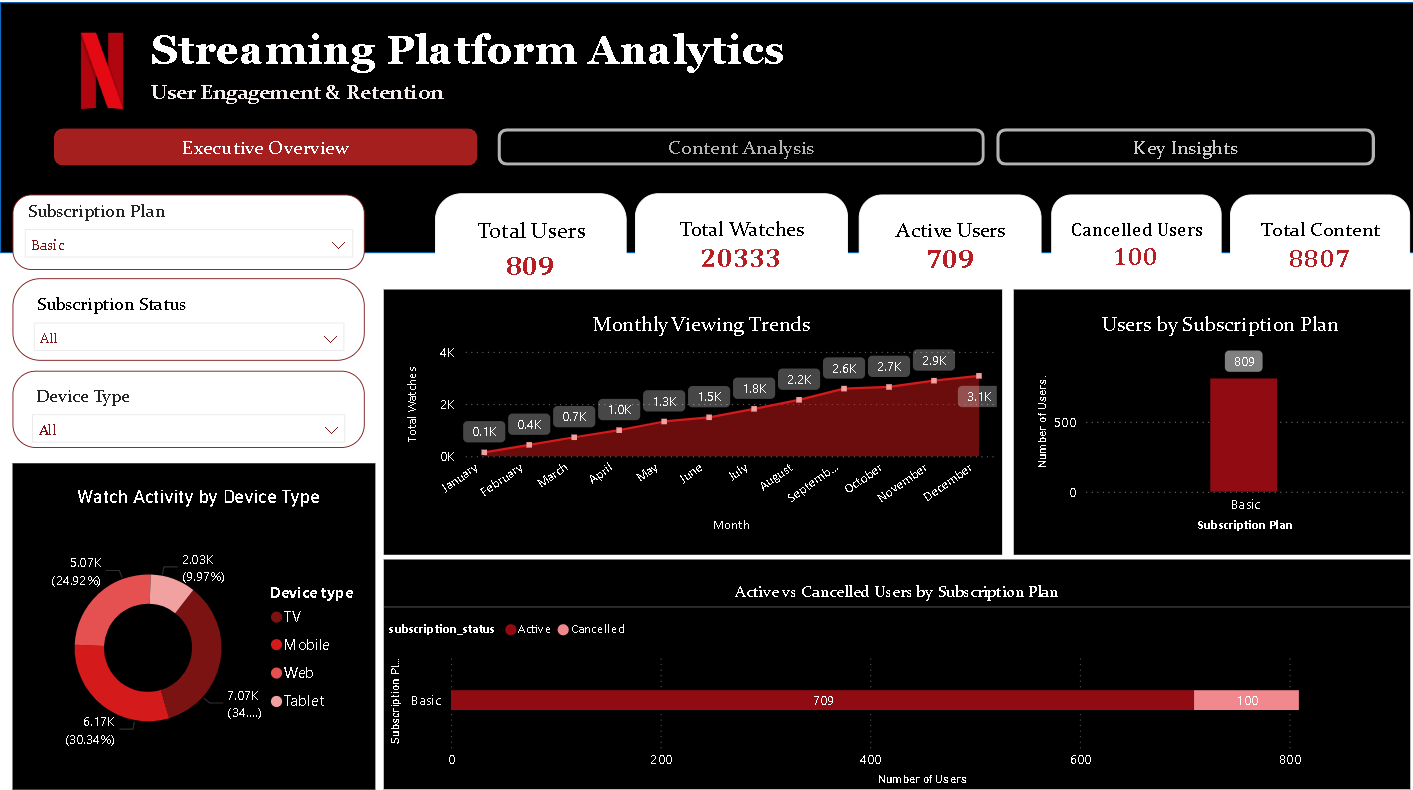 Streaming Platform Analytics
User Engagement & Retention
Executive Overview
Content Analysis
Key Insights
Subscription Plan
Basic
Subscription Status
All
Device Type
All
Total Users
809
Total Watches
20333
Active Users
709
Cancelled Users
100
Total Content
8807
Monthly Viewing Trends
Total Watches
4K
2K
0K
0.1K
0.4K
0.7K
1.0K
1.3K
1.5K
1.8K
2.2K
2.6K
2.7K
2.9K
3.1K
January
February
March
April
May
June
July
August
Septemb...
October
November
December
Month
Users by Subscription Plan
Number of Users.
500
0
809
Basic
Subscription Plan
Watch Activity by Device Type
5.07K
(24.92%)
2.03K
(9.97%)
7.07K
(34....)
6.17K
(30.34%)
Device type
TV
Mobile
Web
Tablet
Active vs Cancelled Users by Subscription Plan
subscription_status
Active
Cancelled
Subscription Pl...
Basic
709
100
0
200
400
600
800
Number of Users